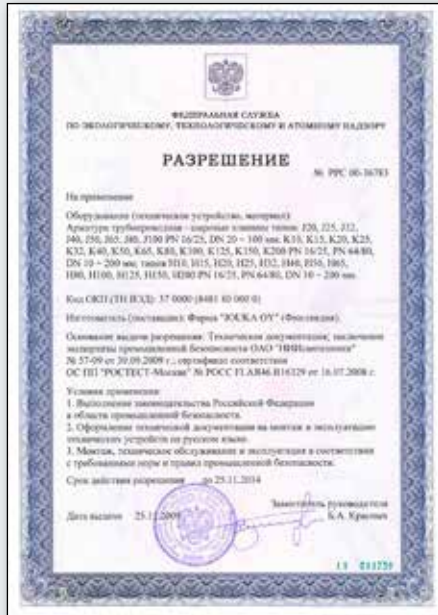 ФЕДЕРАЛЬНАЯ СЛУЖБА
ПО ЭКОЛОГИЧЕСКОМУ, ТЕХНОЛОГИЧЕСКОМУ И АТОМНОМУ НАДЗОРУ
РАЗРЕШЕНИЕ
№ РРС 00-36783
На применение
Оборудование (техническое устройство, материал):
Арматура трубопроводная - шаровые клапаны типов: J20, J25, J32,
J40, J50, J65, J80, J100 PN 16/25, DN 20 – 100 мм; K10, K15, K20, K25,
K32, K40, K50, K65, K80, K100, K125, K150, K200 PN 16/25, PN 64/80,
DN 10 – 200 мм; типов H10, H15, H20, H25, H32, H40, H50, H65,
H80, H100, H125, H150, H200 PN 16/25, PN 64/80, DN 10 – 200 мм.
Код ОКП (ТН ВЭД): 37 0000 (8481 80 000 0)
Изготовитель (поставщик): Фирма "JOUKA OY" (Финляндия).
Основание выдачи разрешения: Техническая документация; заключение
экспертизы промышленной безопасности ОАО
№ 57-09 от 30.09.2009 г.; сертификат соответствия
ОС ПП "РОСТЕСТ-Москва" № РОСС FI.АВ46.В16329 от 16.07.2008 г.
Условия применения:
1. Выполнение законодательства Российской Федерации
в области промышленной безопасности.
2. Оформление технической документации на монтаж и эксплуатацию
технических устройств на русском языке.
3. Монтаж, техническое обслуживание и эксплуатация в соответствии
с требованиями норм и правил промышленной безопасности.
Срок действия разрешения до 25.11.2014
Заместитель руководителя
Дата выдачи 25.11.2009 Б.А. Красных